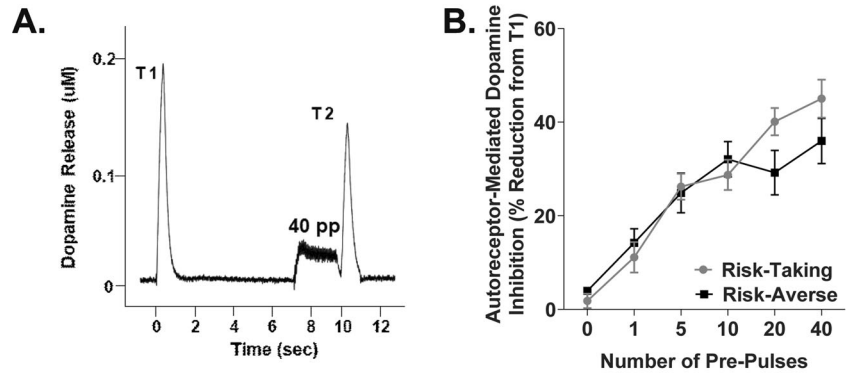 A.
Dopamine Release (uM)
0.2
0.1
0
T1
T2
40 pp
0 2 4 6 8 10 12
Time (sec)
B.
Autoreceptor-Mediated Dopamine
Inhibition (% Reduction from T1)
60
40
20
0
Risk-Taking
Risk-Averse
0 1 5 10 20 40
Number of Pre-Pulses